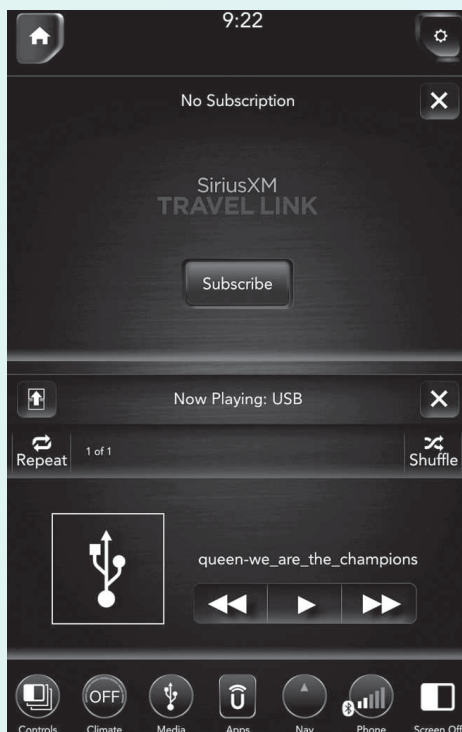 9:22
No Subscription
SiriusXM
TRAVEL LINK
Subscribe
Now Playing: USB
Repeat
1 of 1
Shuffle
queen-we_are_the_champions
OFF
Controls Climate Media Apps Nav Phone Screen Off